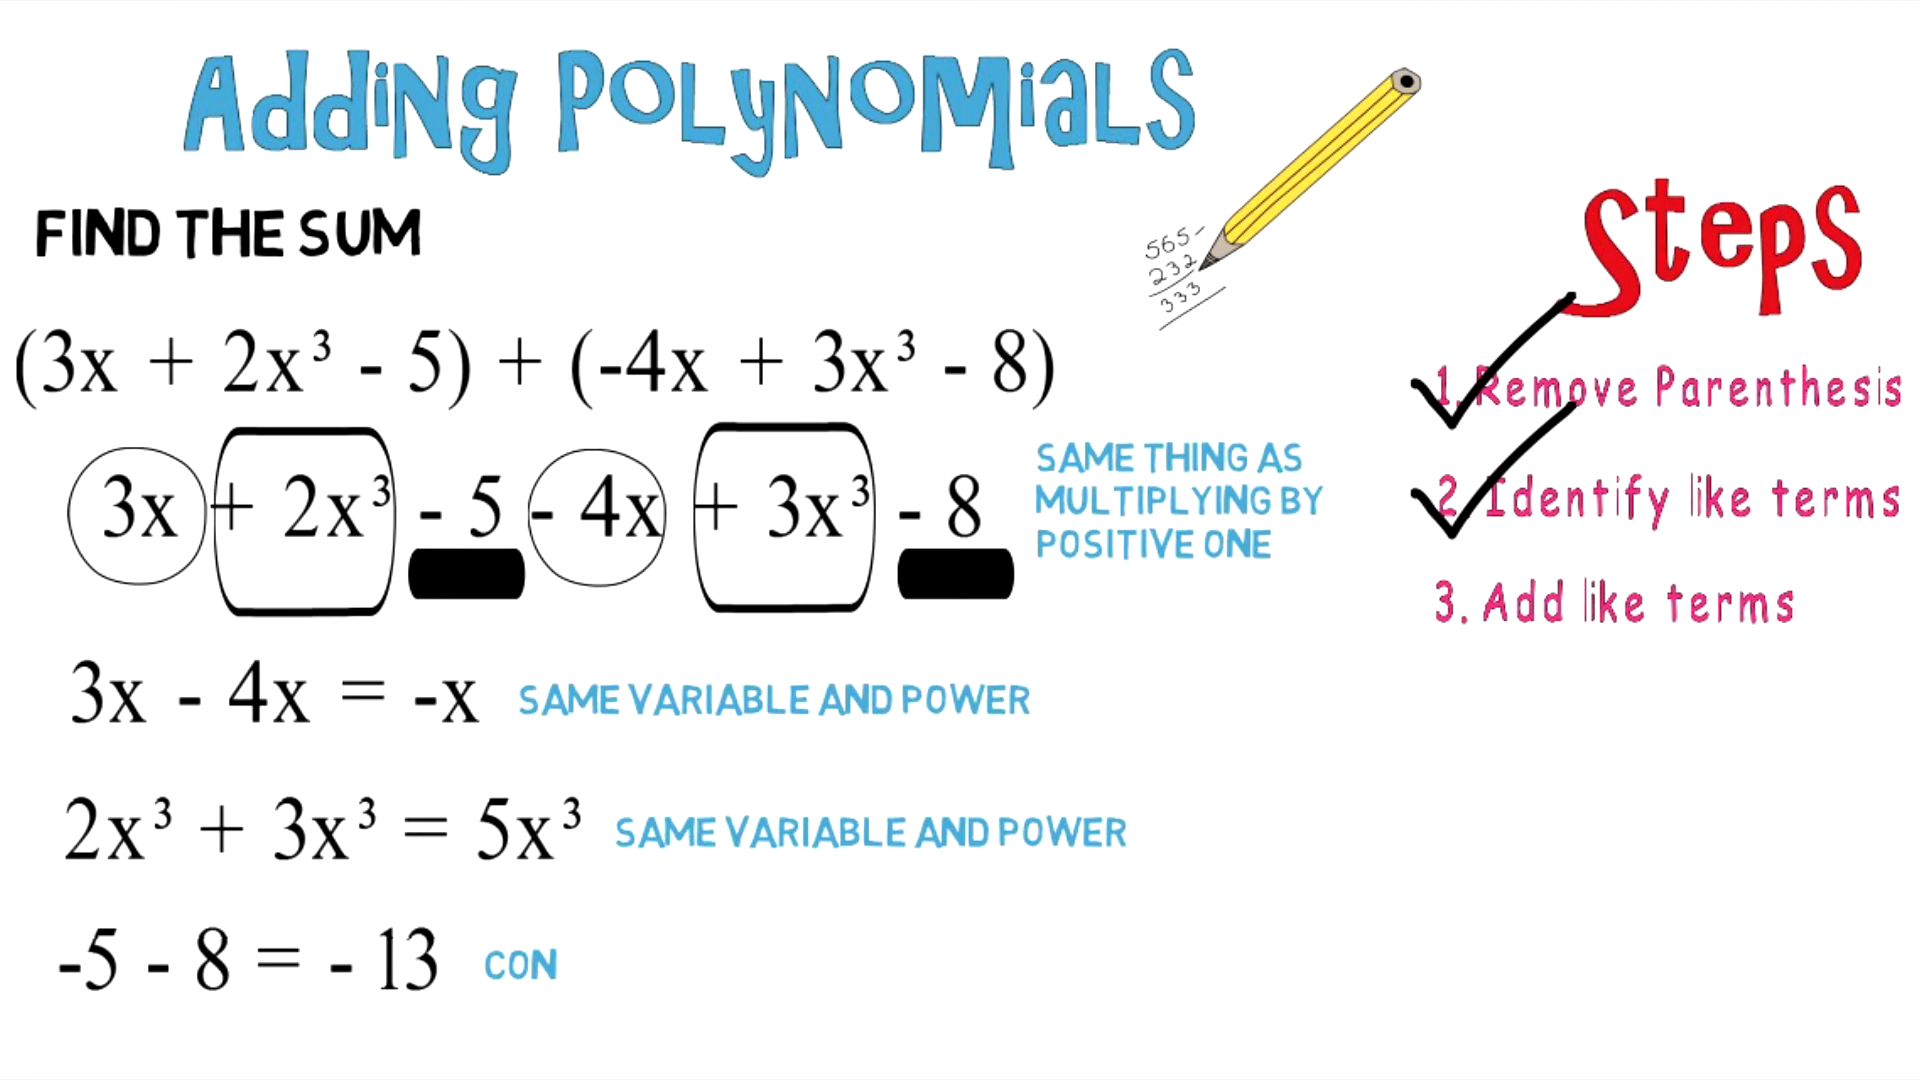 Adding Polynomials
FIND THE SUM
565-
232
333
(3x + 2x³ - 5) + (-4x + 3x³ - 8)
3x + 2x³ - 5 - 4x + 3x³ - 8
SAME THING AS
MULTIPLYING BY
POSITIVE ONE
3x - 4x = -x SAME VARIABLE AND POWER
2x³ + 3x³ = 5x³ SAME VARIABLE AND POWER
-5 - 8 = - 13 CON
Steps
1. Remove Parenthesis
2. Identify like terms
3. Add like terms